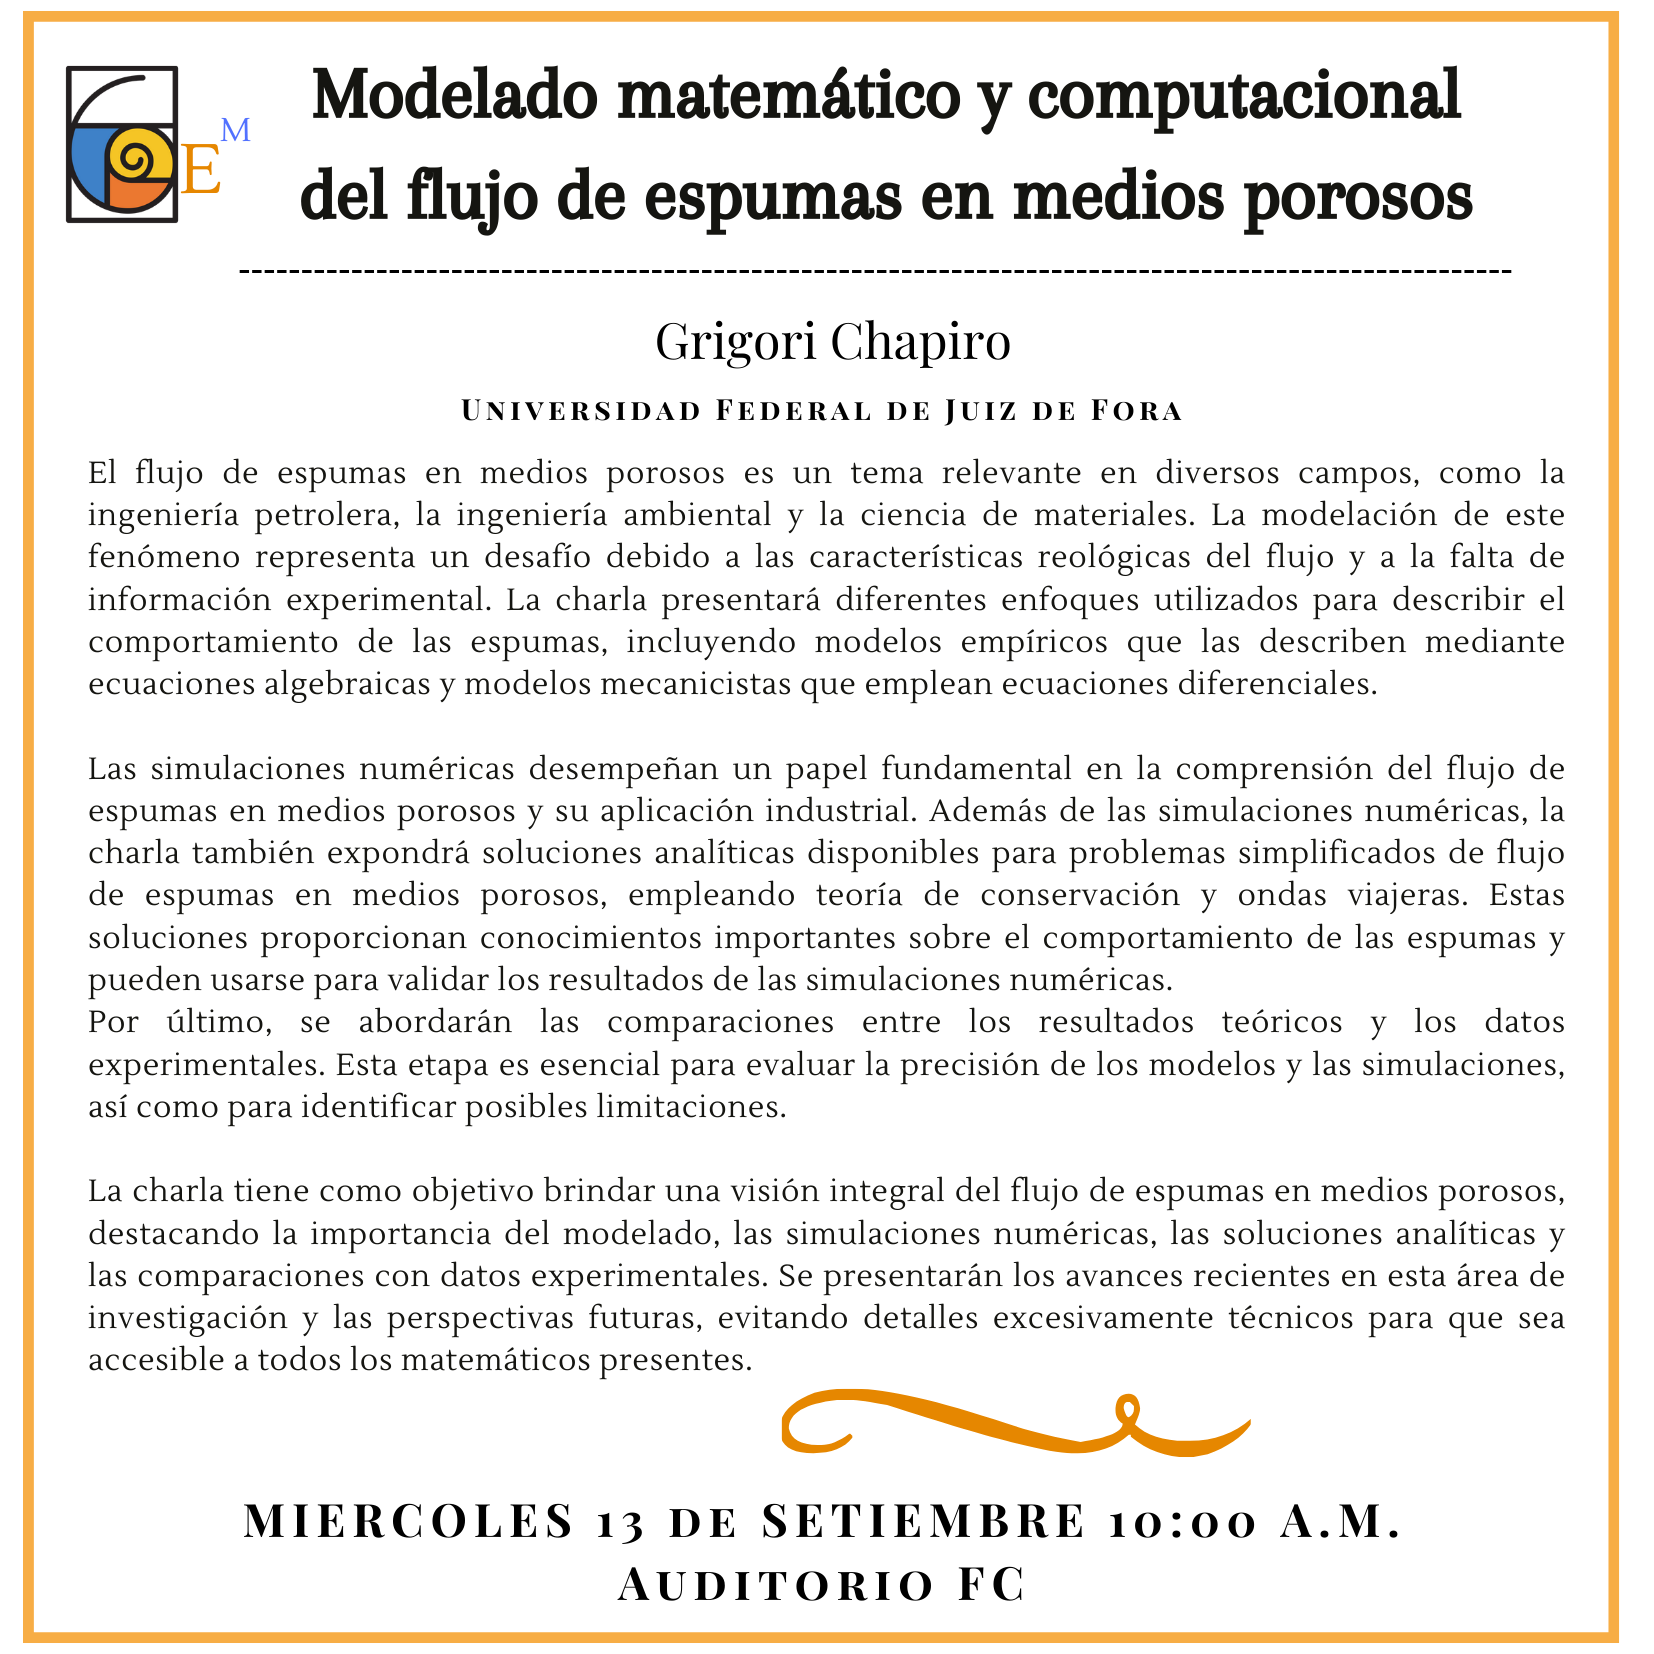 Modelado matemático y computacional
del flujo de espumas en medios porosos
E M
Grigori Chapiro
Universidad Federal de Juiz de Fora
El flujo de espumas en medios porosos es un tema relevante en diversos campos, como la
ingeniería petrolera, la ingeniería ambiental y la ciencia de materiales. La modelación de este
fenómeno representa un desafío debido a las características reológicas del flujo y a la falta de
información experimental. La charla presentará diferentes enfoques utilizados para describir el
comportamiento de las espumas, incluyendo modelos empíricos que las describen mediante
ecuaciones algebraicas y modelos mecanicistas que emplean ecuaciones diferenciales.
Las simulaciones numéricas desempeñan un papel fundamental en la comprensión del flujo de
espumas en medios porosos y su aplicación industrial. Además de las simulaciones numéricas, la
charla también expondrá soluciones analíticas disponibles para problemas simplificados de flujo
de espumas en medios porosos, empleando teoría de conservación y ondas viajeras. Estas
soluciones proporcionan conocimientos importantes sobre el comportamiento de las espumas y
pueden usarse para validar los resultados de las simulaciones numéricas.
Por último, se abordarán las comparaciones entre los resultados teóricos y los datos
experimentales. Esta etapa es esencial para evaluar la precisión de los modelos y las simulaciones,
así como para identificar posibles limitaciones.
La charla tiene como objetivo brindar una visión integral del flujo de espumas en medios porosos,
destacando la importancia del modelado, las simulaciones numéricas, las soluciones analíticas y
las comparaciones con datos experimentales. Se presentarán los avances recientes en esta área de
investigación y las perspectivas futuras, evitando detalles excesivamente técnicos para que sea
accesible a todos los matemáticos presentes.
MIERCOLES 13 de SETIEMBRE 10:00 A.M.
Auditorio FC